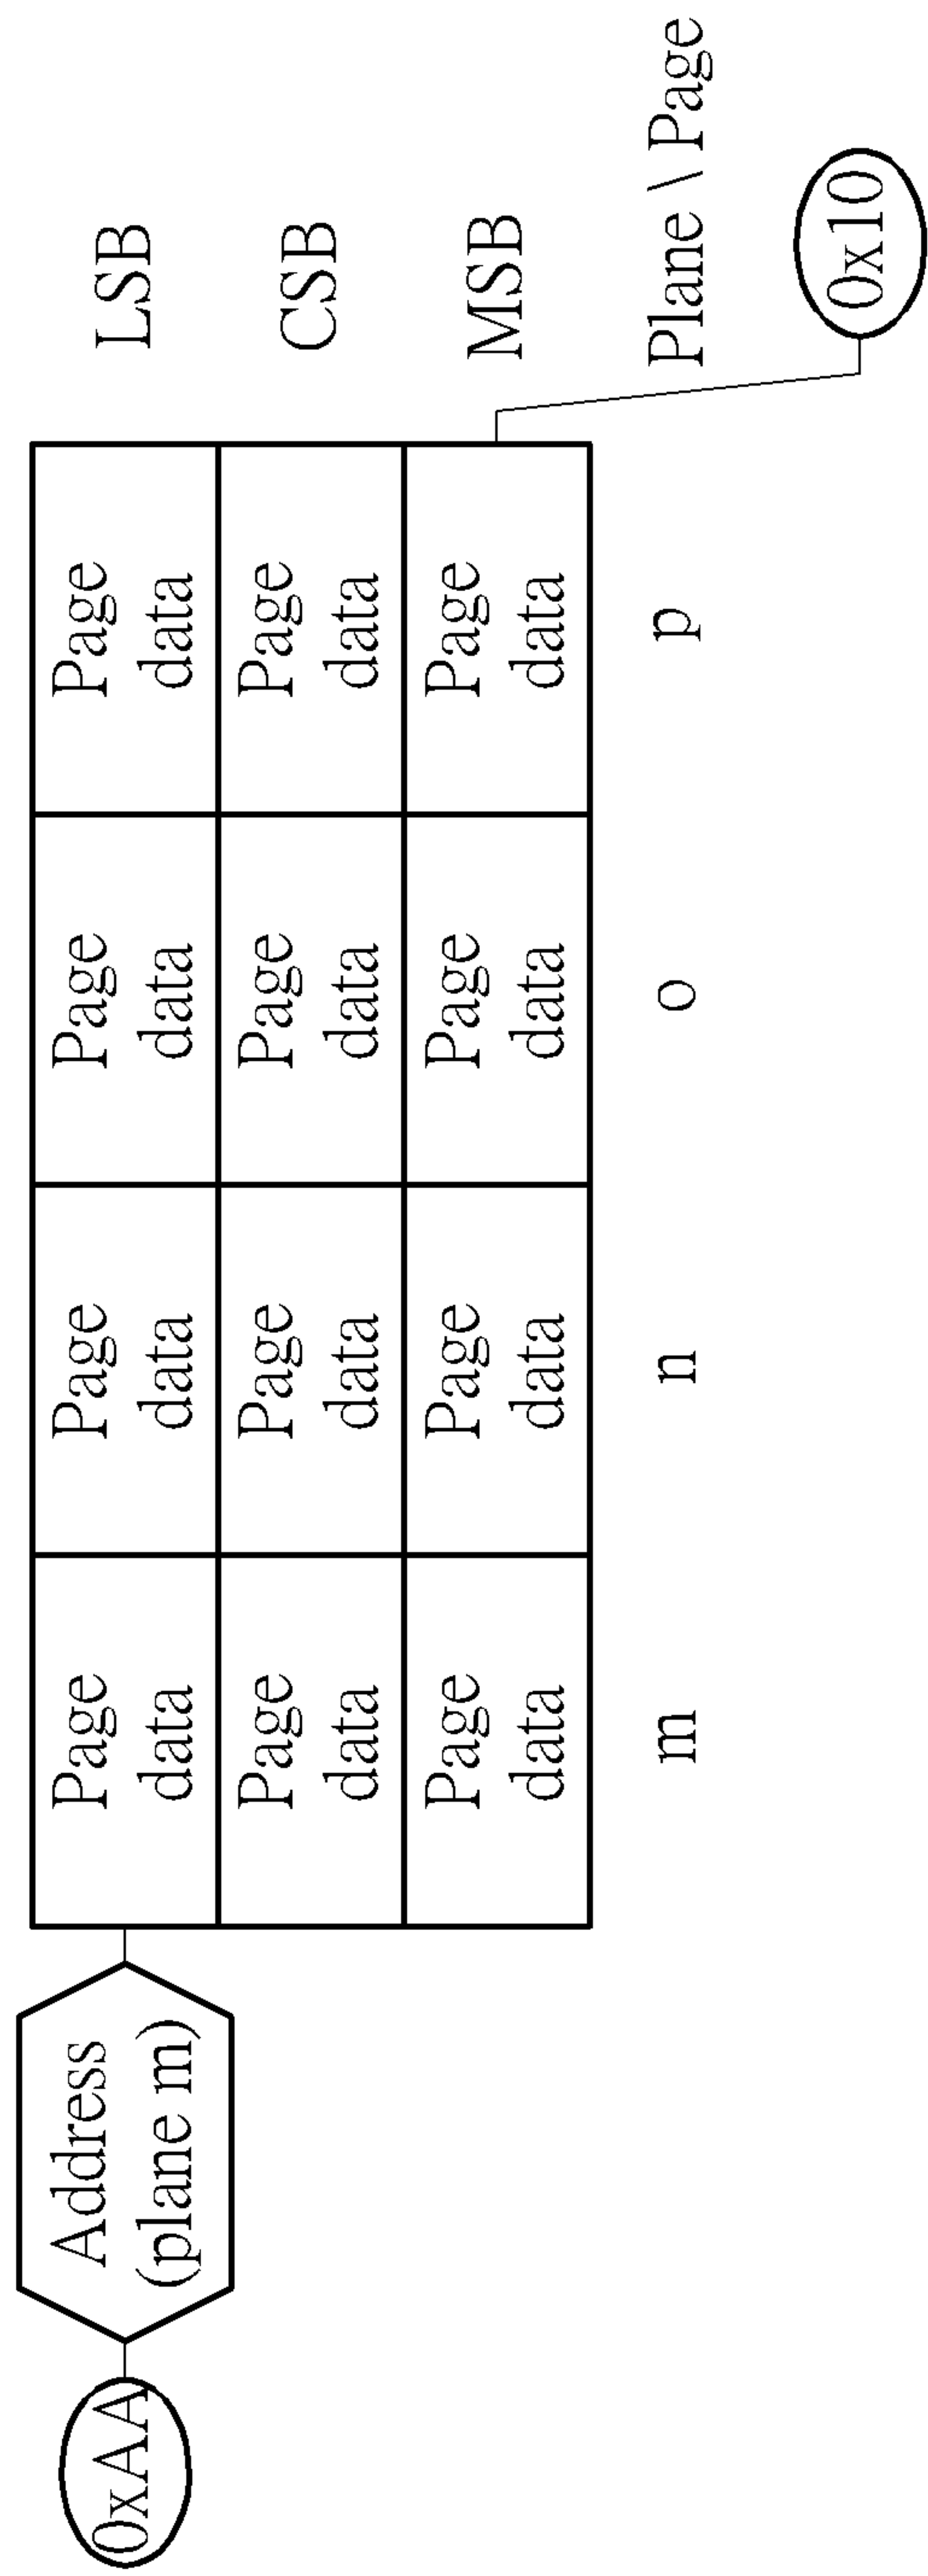 0xAA
Address
(plane m)
Page
data
Page
data
Page
data
Page
data
LSB
Page
data
Page
data
Page
data
Page
data
CSB
Page
data
Page
data
Page
data
Page
data
MSB
m
n
o
p
Plane \ Page
0x10